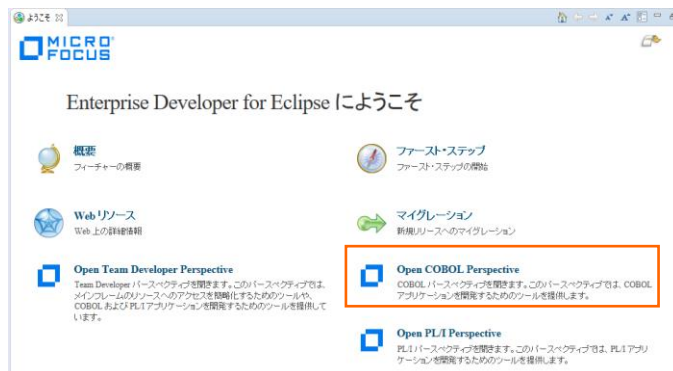 ようこそ
MICRO
FOCUS
Enterprise Developer for Eclipse にようこそ
概要
フィーチャーの概要
ファースト・ステップ
ファースト・ステップの開始
Web リソース
Web 上の詳細情報
マイグレーション
新規リリースへのマイグレーション
Open Team Developer Perspective
Team Developer パースペクティブを開きます。このパースペクティブでは、
メインフレームのリソースへのアクセスを簡略化するためのツールや、
COBOL および PL/I アプリケーションを開発するためのツールを提供して
います。
Open COBOL Perspective
COBOL パースペクティブを開きます。このパースペクティブでは、COBOL
アプリケーションを開発するためのツールを提供します。
Open PL/I Perspective
PL/I パースペクティブを開きます。このパースペクティブでは、PL/I アプリ
ケーションを開発するためのツールを提供します。